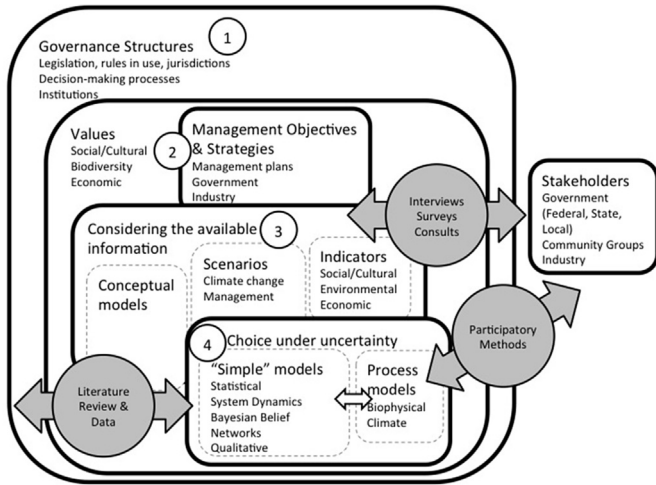 1
Governance Structures
Legislation, rules in use, jurisdictions
Decision-making processes
Institutions
Values
Social/Cultural
Biodiversity
Economic
2
Management Objectives
& Strategies
Management plans
Government
Industry
Interviews
Surveys
Consults
Stakeholders
Government
(Federal, State,
Local)
Community Groups
Industry
Considering the available
information
3
Conceptual
models
Scenarios
Climate change
Management
Indicators
Social/Cultural
Environmental
Economic
Participatory
Methods
4
Choice under uncertainty
“Simple” models
Statistical
System Dynamics
Bayesian Belief
Networks
Qualitative
Process
models
Biophysical
Climate
Literature
Review &
Data